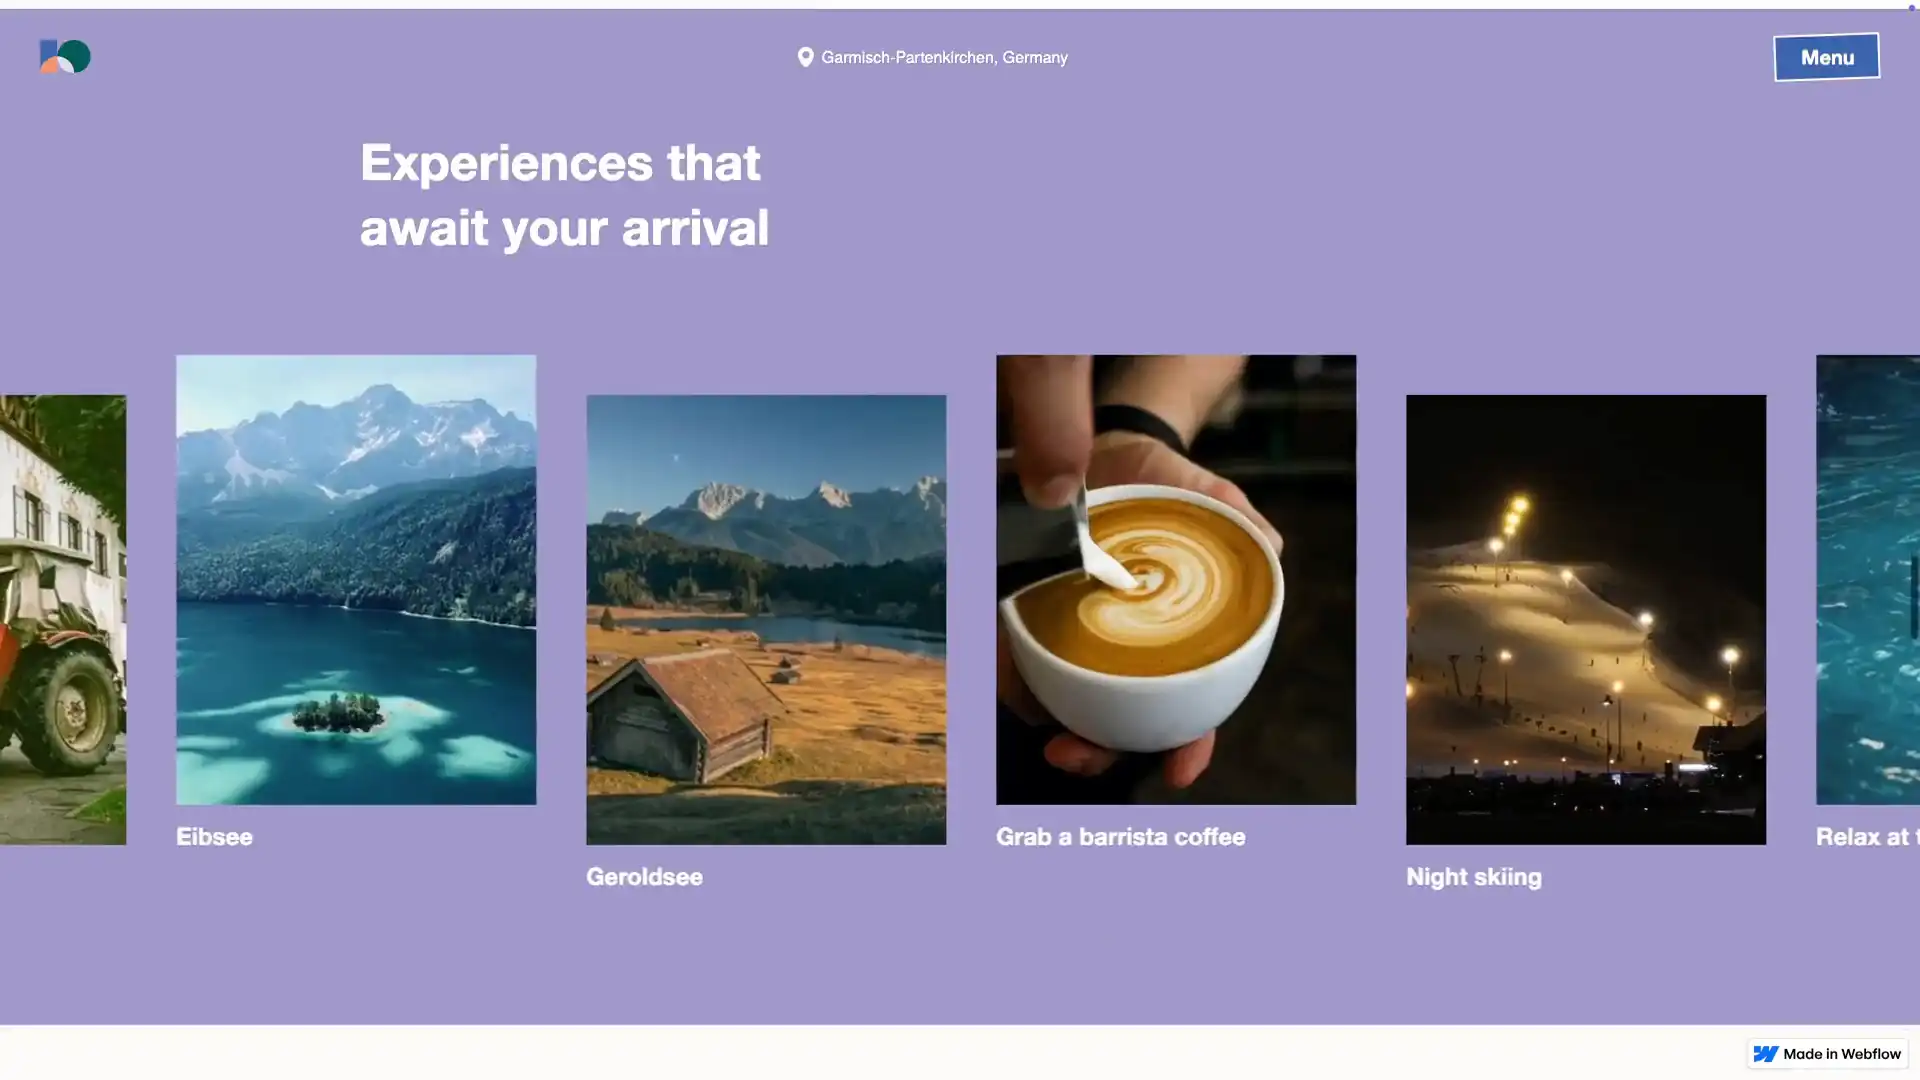 Garmisch-Partenkirchen, Germany
Menu
Experiences that
await your arrival
Eibsee
Geroldsee
Grab a barrista coffee
Night skiing
Relax at
Made in Webflow